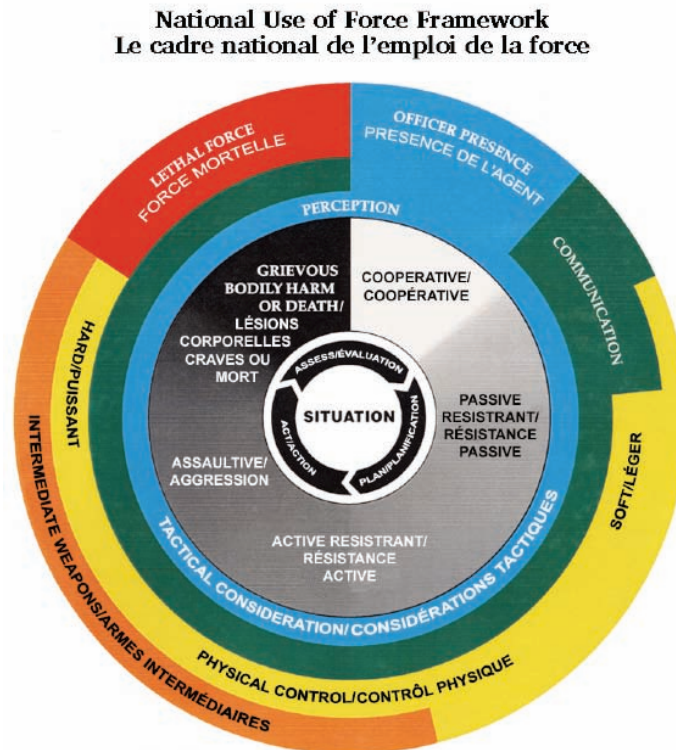 National Use of Force Framework
Le cadre national de l'emploi de la force
LETHAL FORCE
FORCE MORTELLE
OFFICER PRESENCE
PRESENCE DE L'AGENT
COMMUNICATION
PERCEPTION
GRIEVOUS
BODILY HARM
OR DEATH/
LÉSIONS
CORPORELLES
CRAVES OU
MORT
COOPERATIVE/
COOPÉRATIVE
ASSESS/ÉVALUATION
SITUATION
ACT/ACTION
PLAN/PLANIFICATION
PASSIVE
RESISTRANT/
RÉSISTANCE
PASSIVE
ASSAULTIVE/
AGGRESSION
ACTIVE RESISTRANT/
RÉSISTANCE
ACTIVE
TACTICAL CONSIDERATION/CONSIDÉRATIONS TACTIQUES
HARD/PUISSANT
SOFT/LÉGER
PHYSICAL CONTROL/CONTRÔL PHYSIQUE
INTERMEDIATE WEAPONS/ARMES INTERMÉDIAIRES